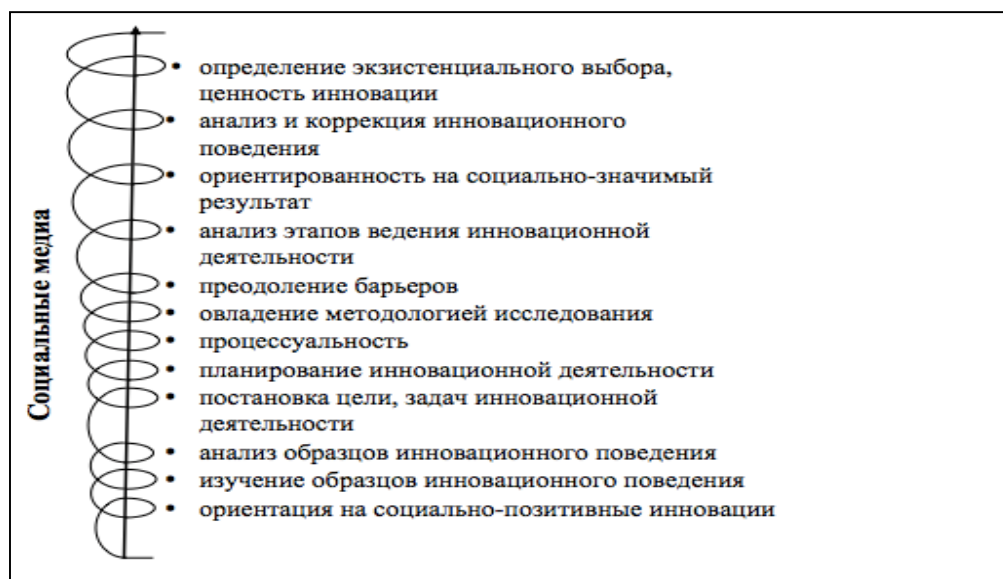 Социальные медиа
• определение экзистенциального выбора,
ценность инновации
• анализ и коррекция инновационного
поведения
• ориентированность на социально-значимый
результат
• анализ этапов ведения инновационной
деятельности
• преодоление барьеров
• овладение методологией исследования
• процессуальность
• планирование инновационной деятельности
• постановка цели, задач инновационной
деятельности
• анализ образцов инновационного поведения
• изучение образцов инновационного поведения
• ориентация на социально-позитивные инновации